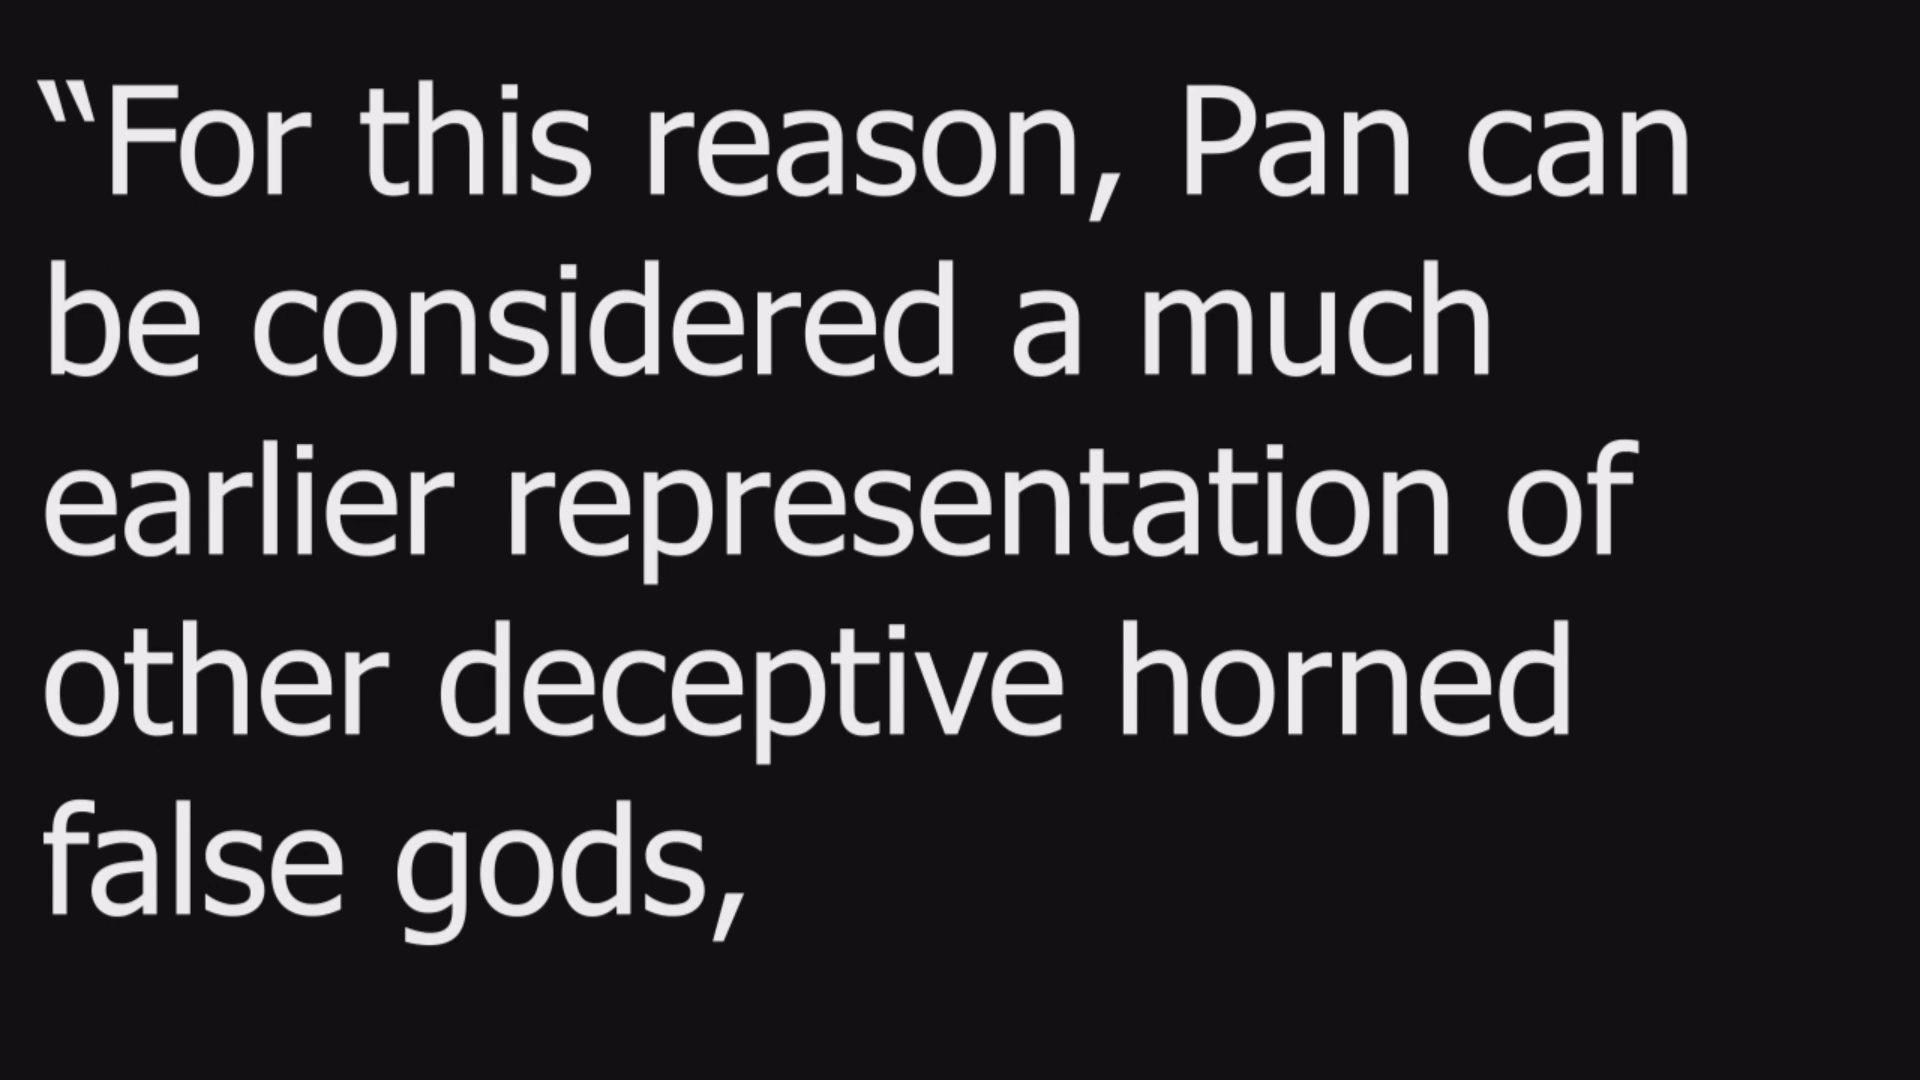 “For this reason, Pan can
be considered a much
earlier representation of
other deceptive horned
false gods,